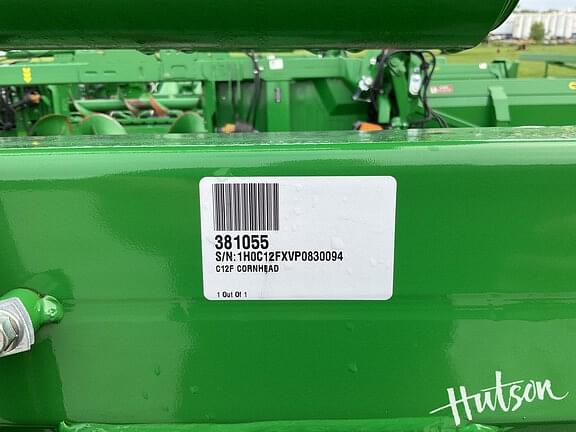 381055
S/N:1H0C12FXVP0830094
C12F CORNHEAD
1 Out Of 1
Hutson